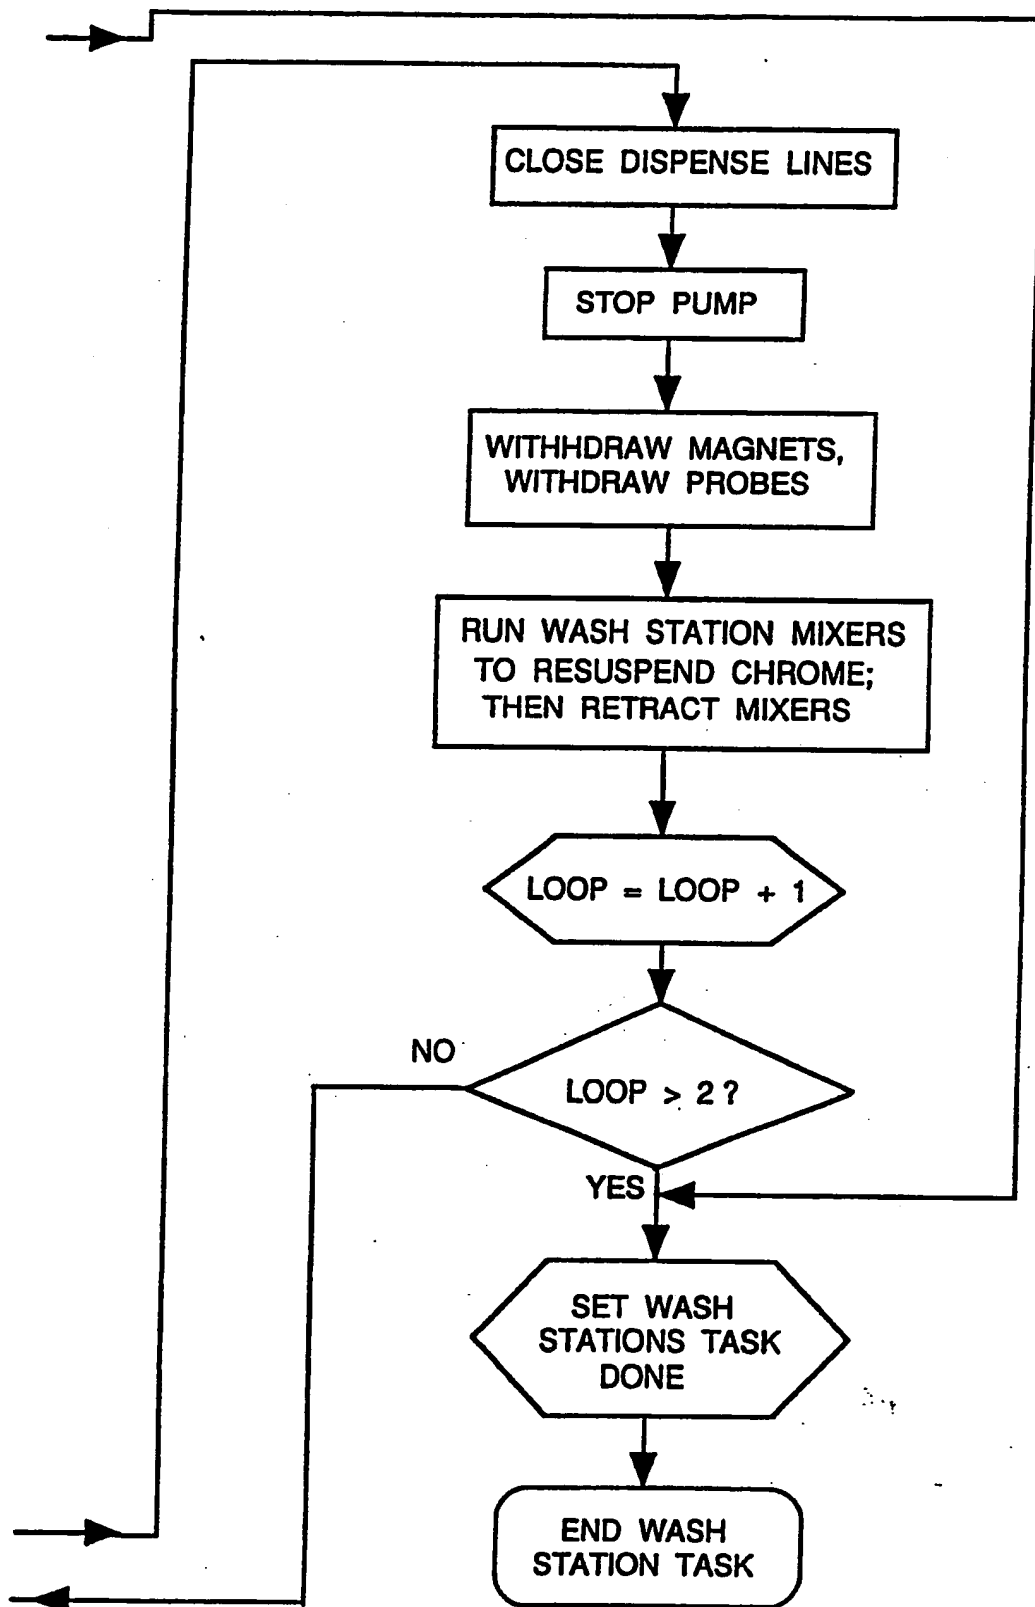 CLOSE DISPENSE LINES
STOP PUMP
WITHHDRAW MAGNETS,
WITHDRAW PROBES
RUN WASH STATION MIXERS
TO RESUSPEND CHROME;
THEN RETRACT MIXERS
LOOP = LOOP + 1
NO
LOOP > 2 ?
YES
SET WASH
STATIONS TASK
DONE
END WASH
STATION TASK